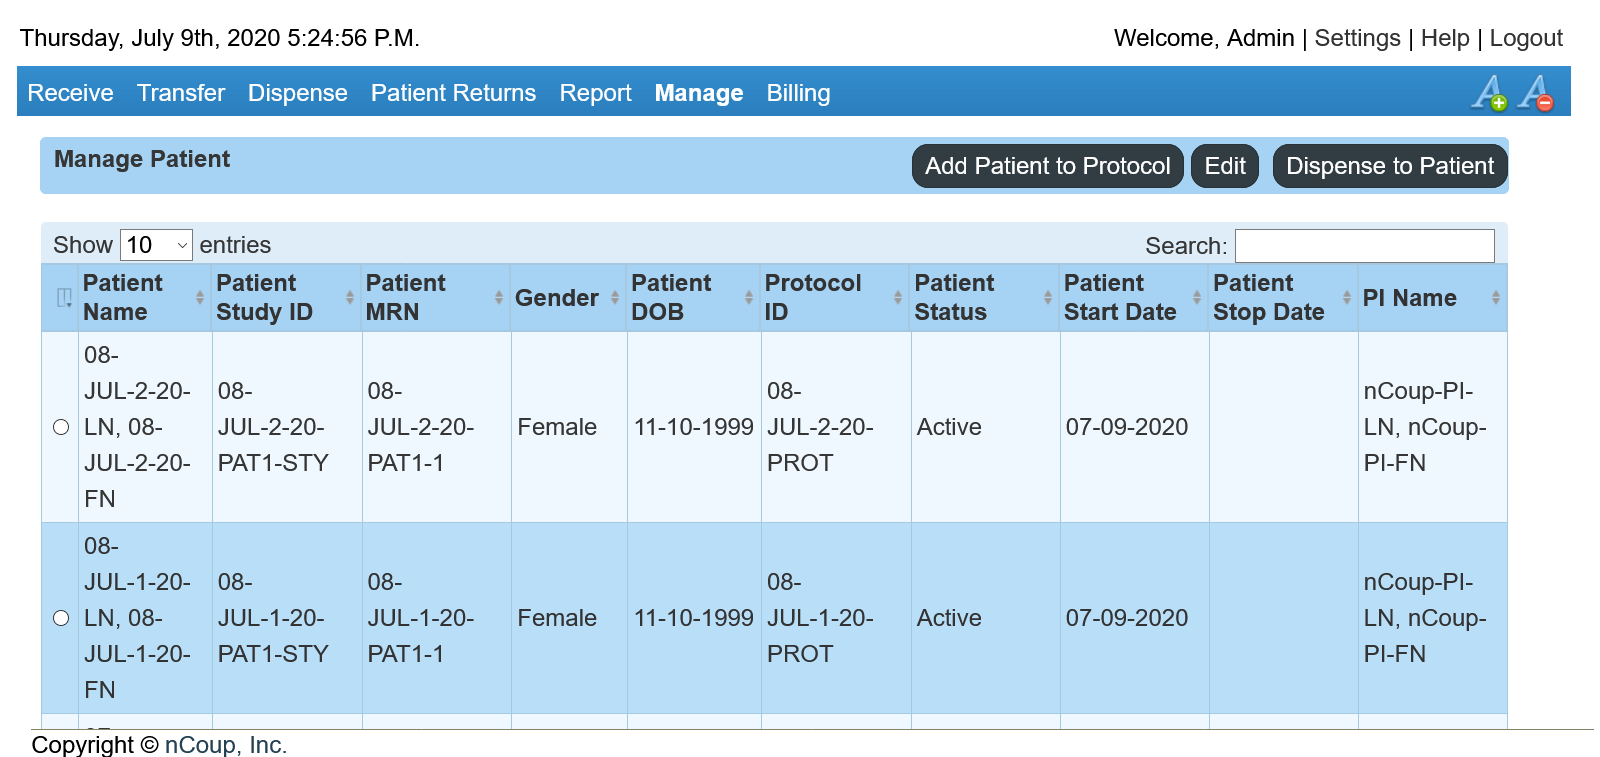 Thursday, July 9th, 2020 5:24:56 P.M.
Welcome, Admin | Settings | Help | Logout
Receive Transfer Dispense Patient Returns Report Manage Billing
Manage Patient
Add Patient to Protocol Edit Dispense to Patient
Show 10 entries
Search:
Patient Name
Patient Study ID
Patient MRN
Gender
Patient DOB
Protocol ID
Patient Status
Patient Start Date
Patient Stop Date
PI Name
08-
JUL-2-20-
LN, 08-
JUL-2-20-
FN
08-
JUL-2-20-
PAT1-STY
08-
JUL-2-20-
PAT1-1
Female
11-10-1999
08-
JUL-2-20-
PROT
Active
07-09-2020
nCoup-PI-
LN, nCoup-
PI-FN
08-
JUL-1-20-
LN, 08-
JUL-1-20-
FN
08-
JUL-1-20-
PAT1-STY
08-
JUL-1-20-
PAT1-1
Female
11-10-1999
08-
JUL-1-20-
PROT
Active
07-09-2020
nCoup-PI-
LN, nCoup-
PI-FN
Copyright © nCoup, Inc.